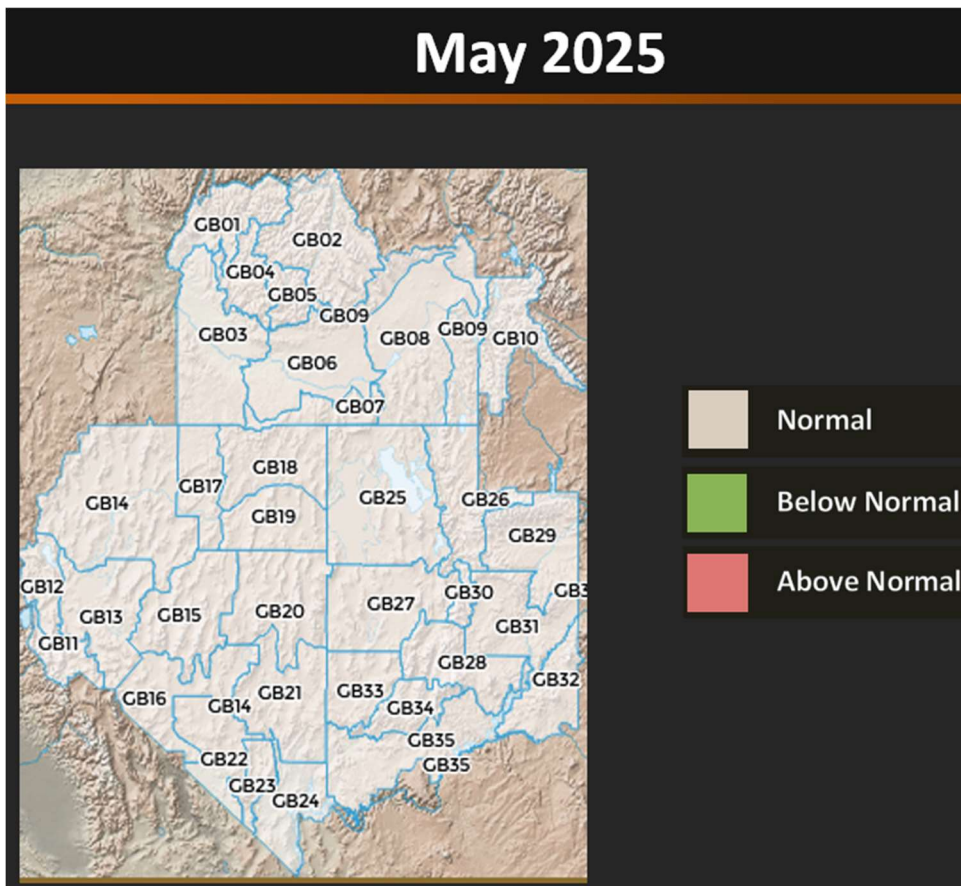 May 2025
GB01
GB02
GB04
GB05
GB09
GB03
GB08
GB09
GB10
GB06
GB07
GB18
GB17
GB14
GB25
GB26
GB19
GB29
GB12
GB30
GB3
GB27
GB13
GB15
GB20
GB31
GB11
GB28
GB32
GB16
GB21
GB33
GB14
GB34
GB35
GB22
GB35
GB23
GB24
Normal
Below Normal
Above Normal